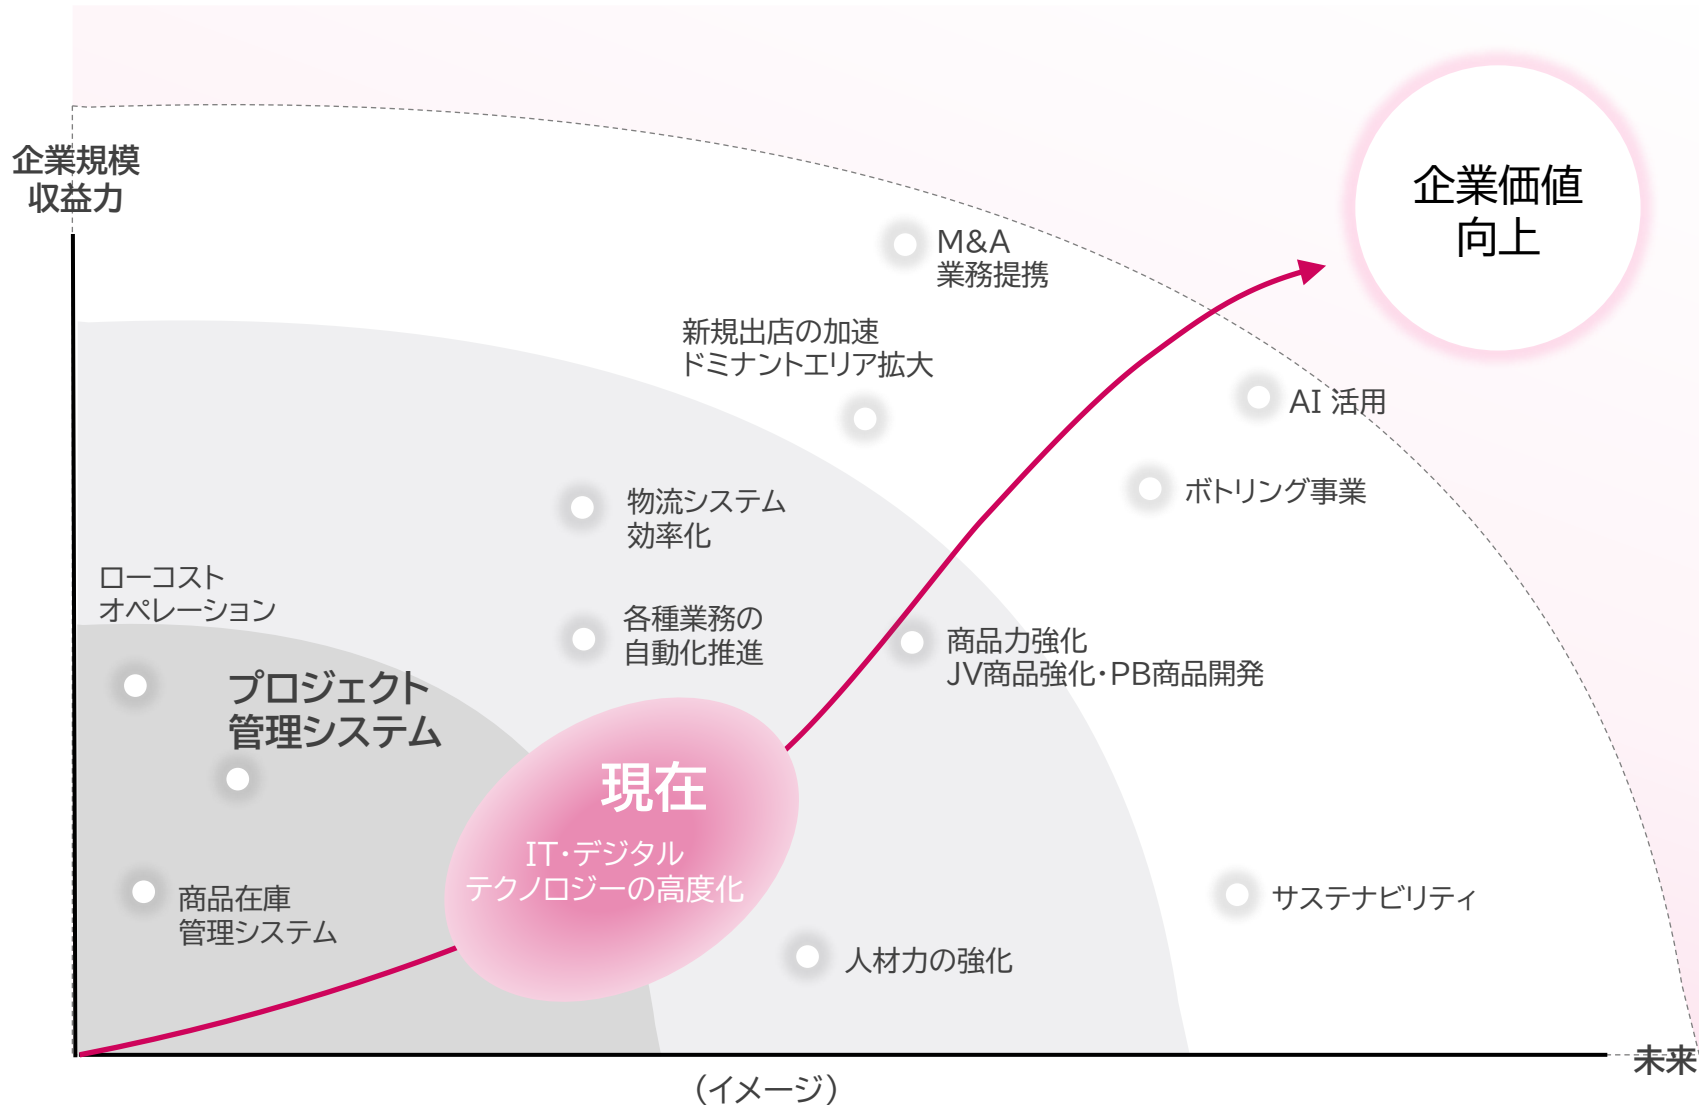 企業規模
収益力
企業価値
向上
M&A
業務提携
新規出店の加速
ドミナントエリア拡大
AI 活用
ボトリング事業
物流システム
効率化
ローコスト
オペレーション
各種業務の
自動化推進
商品力強化
JV商品強化・PB商品開発
プロジェクト
管理システム
現在
IT・デジタル
テクノロジーの高度化
商品在庫
管理システム
サステナビリティ
人材力の強化
未来
(イメージ)